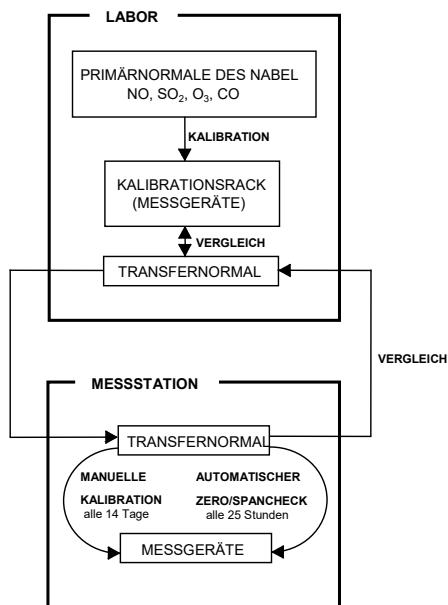 LABOR
PRIMÄRNORMALE DES NABEL
NO, SO₂, O₃, CO
KALIBRATION
KALIBRATIONSRACK
(MESSGERÄTE)
VERGLEICH
TRANSFERNORMAL
VERGLEICH
MESSSTATION
TRANSFERNORMAL
MANUELLE
KALIBRATION
alle 14 Tage
AUTOMATISCHER
ZERO/SPANCHECK
alle 25 Stunden
MESSGERÄTE